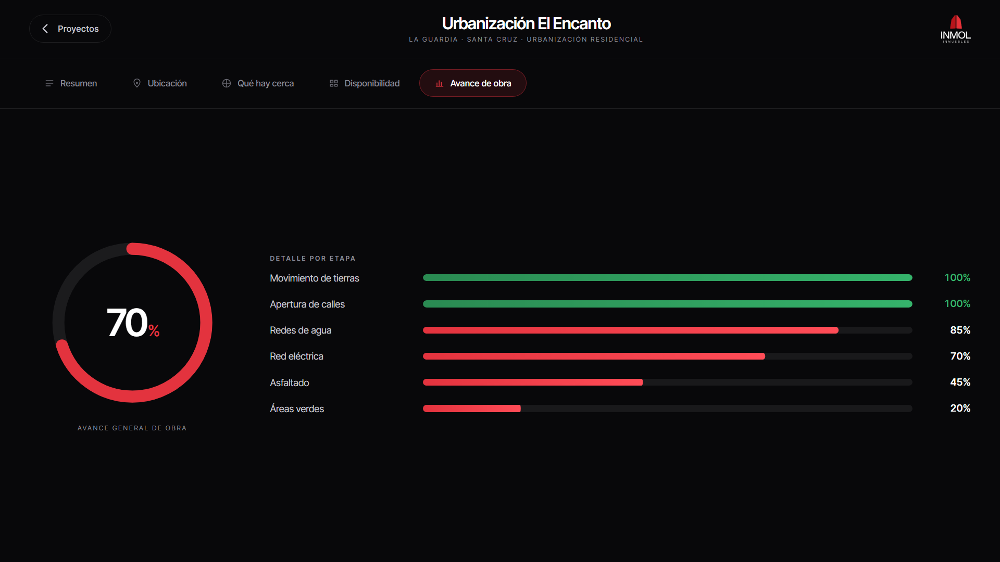 Proyectos
Urbanización El Encanto
LA GUARDIA · SANTA CRUZ · URBANIZACIÓN RESIDENCIAL
INMOL
INMUEBLES
Resumen
Ubicación
Qué hay cerca
Disponibilidad
Avance de obra
70%
AVANCE GENERAL DE OBRA
DETALLE POR ETAPA
Movimiento de tierras 100%
Apertura de calles 100%
Redes de agua 85%
Red eléctrica 70%
Asfaltado 45%
Áreas verdes 20%